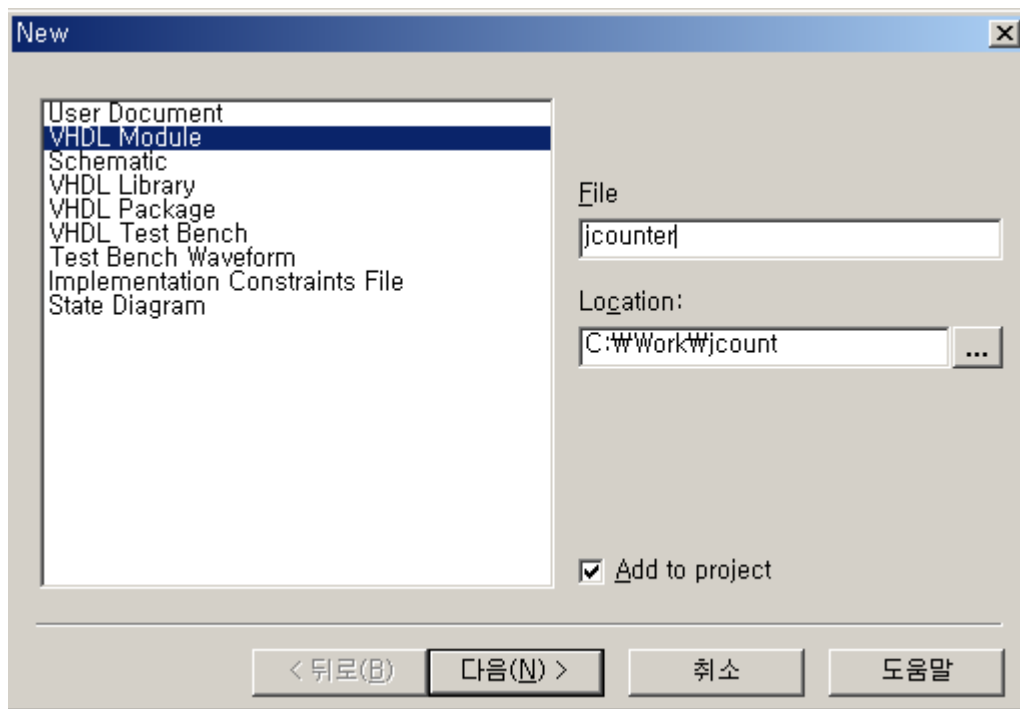 New
User Document
VHDL Module
Schematic
VHDL Library
VHDL Package
VHDL Test Bench
Test Bench Waveform
Implementation Constraints File
State Diagram
File
jcounter
Location:
C:₩Work₩jcount
...
Add to project
< 뒤로(B)
다음(N) >
취소
도움말